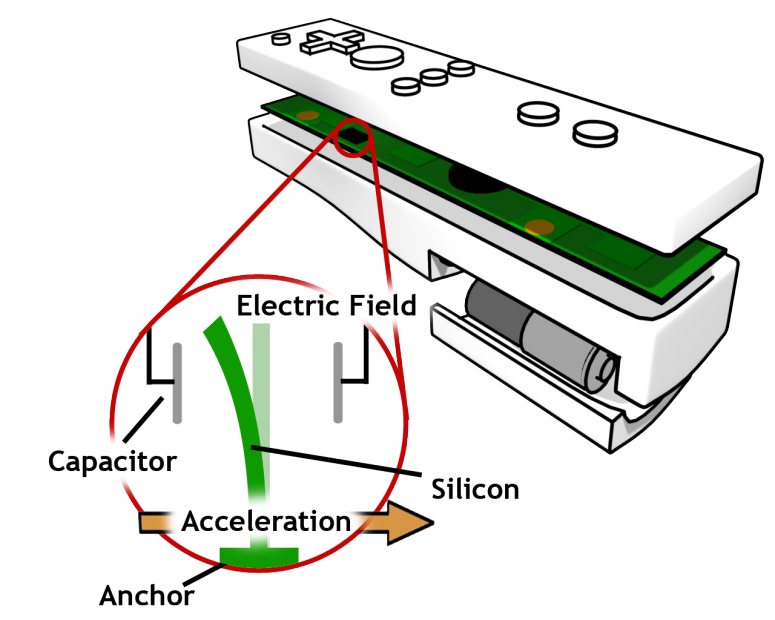 Electric Field
Capacitor
Silicon
Acceleration
Anchor